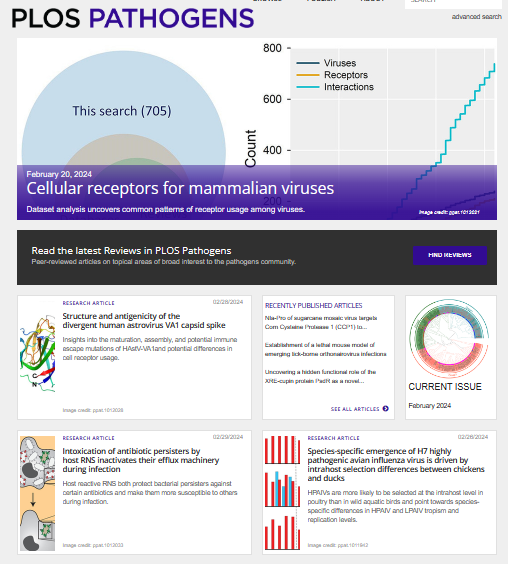 PLOS PATHOGENS
advanced search
This search (705)
800
600
400
200
Count
Viruses
Receptors
Interactions
February 20, 2024
Cellular receptors for mammalian viruses
Dataset analysis uncovers common patterns of receptor usage among viruses.
Image credit: ppat.1012021
Read the latest Reviews in PLOS Pathogens
Peer-reviewed articles on topical areas of broad interest to the pathogens community.
FIND REVIEWS
RESEARCH ARTICLE
02/28/2024
Structure and antigenicity of the
divergent human astrovirus VA1 capsid spike
Insights into the maturation, assembly, and potential immune
escape mutations of HAstV-VA1and potential differences in
cell receptor usage.
Image credit: ppat.1012028
C
N
RECENTLY PUBLISHED ARTICLES
NIa-Pro of sugarcane mosaic virus targets
Corn Cysteine Protease 1 (CCP1) to...
Establishment of a lethal mouse model of
emerging tick-borne orthonairovirus infections
Uncovering a hidden functional role of the
XRE-cupin protein PsdR as a novel...
SEE ALL ARTICLES
CURRENT ISSUE
February 2024
RESEARCH ARTICLE
02/29/2024
Intoxication of antibiotic persisters by
host RNS inactivates their efflux machinery
during infection
Host reactive RNS both protect bacterial persisters against
certain antibiotics and make them more susceptible to others
during infection.
Image credit: ppat.1012033
RESEARCH ARTICLE
02/28/2024
Species-specific emergence of H7 highly
pathogenic avian influenza virus is driven by
intrahost selection differences between chickens
and ducks
HPAIVs are more likely to be selected at the intrahost level in
poultry than in wild aquatic birds and point towards species-
specific differences in HPAIV and LPAIV tropism and
replication levels.
Image credit: ppat.1011942